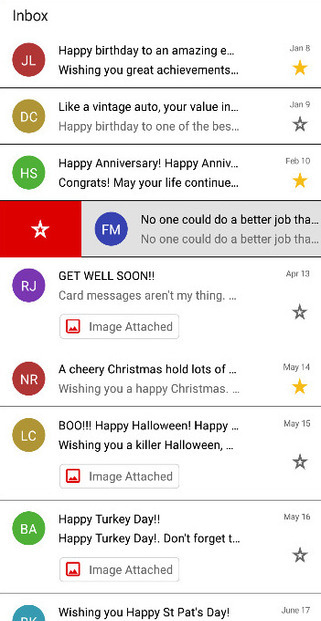 Inbox
JL
Happy birthday to an amazing e…
Jan 8
Wishing you great achievements…
DC
Like a vintage auto, your value in…
Jan 9
Happy birthday to one of the bes…
HS
Happy Anniversary! Happy Anniv…
Feb 10
Congrats! May your life continue…
FM
No one could do a better job tha…
No one could do a better job tha…
RJ
GET WELL SOON!!
Apr 13
Card messages aren't my thing. …
Image Attached
NR
A cheery Christmas hold lots of …
May 14
Wishing you a happy Christmas. …
LC
BOO!!! Happy Halloween! Happy …
May 15
Wishing you a killer Halloween, …
Image Attached
BA
Happy Turkey Day!!
May 16
Happy Turkey Day!. Don't forget t…
Image Attached
Wishing you Happy St Pat's Day!
June 17